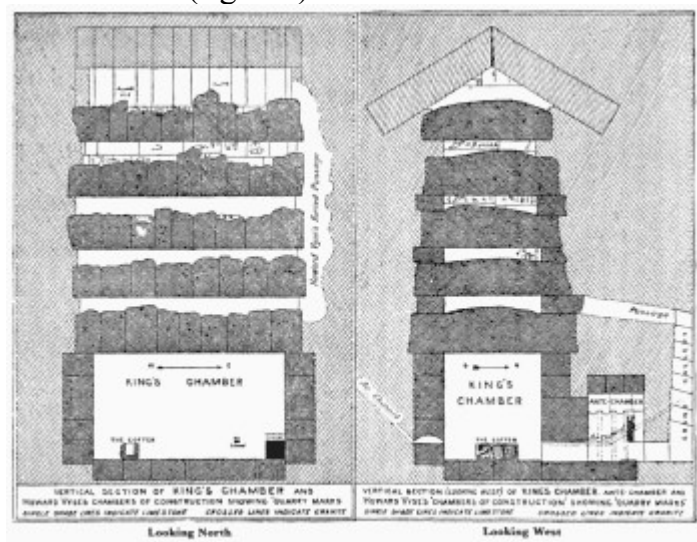 Howard Vyse's Forced Passage
W E
KING'S CHAMBER
THE COFFER
VERTICAL SECTION OF KING'S CHAMBER AND
HOWARD VYSE'S CHAMBERS OF CONSTRUCTION SHOWING 'QUARRY MARKS'
SINGLE SHADE LINES INDICATE LIMESTONE CROSSED LINES INDICATE GRANITE
Looking North
Passage
KING'S
CHAMBER
Air Channel
ANTE-CHAMBER
THE COFFER
VERTICAL SECTION (LOOKING WEST) OF KING'S CHAMBER, ANTE-CHAMBER AND
HOWARD VYSE'S 'CHAMBERS OF CONSTRUCTION' SHOWING 'QUARRY MARKS'
SINGLE SHADE LINES INDICATE LIMESTONE CROSSED LINES INDICATE GRANITE
Looking West